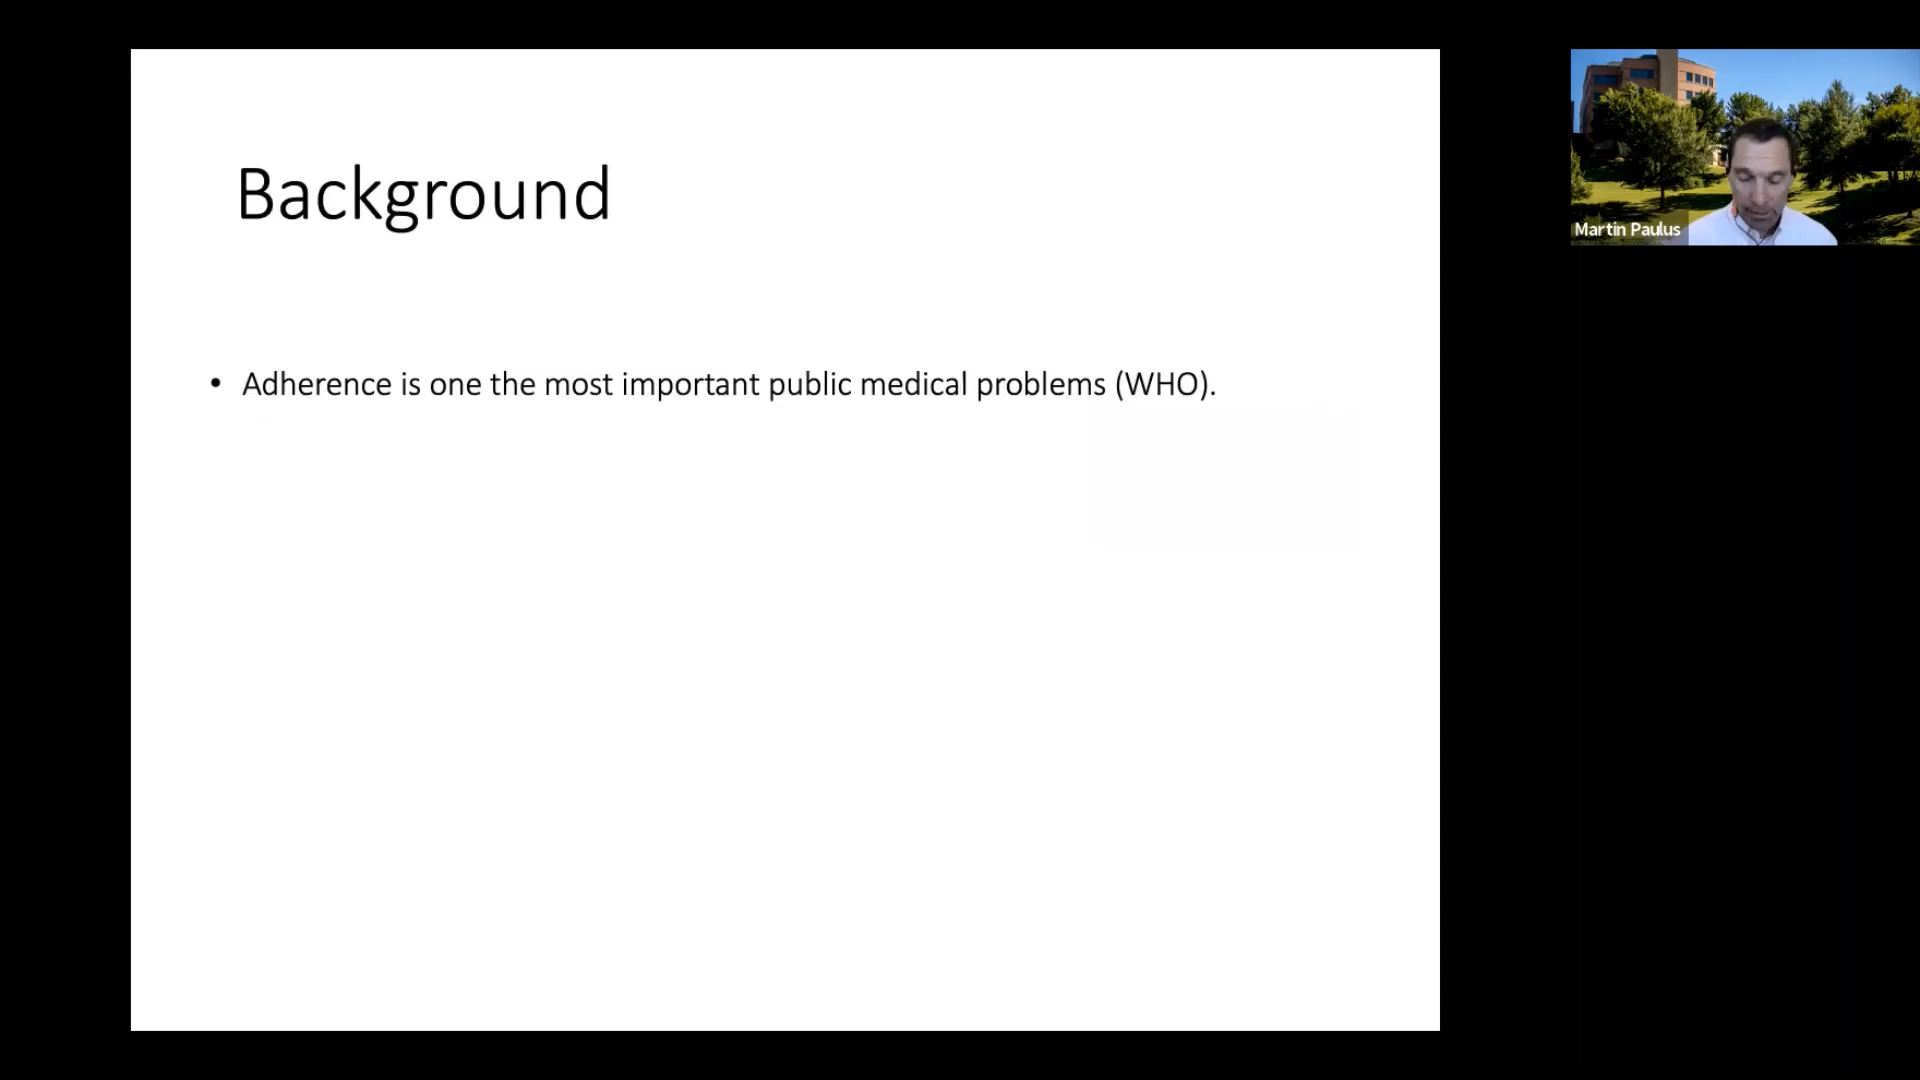 Background
• Adherence is one the most important public medical problems (WHO).
Martin Paulus